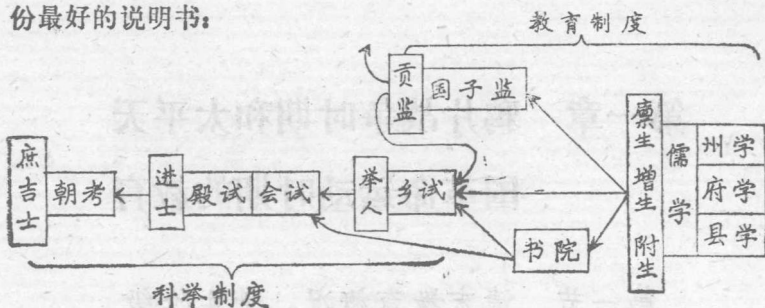 份最好的说明书：
教育制度
贡监
国子监
廪生 增生 附生
儒学
州学
府学
县学
庶吉士
朝考
进士
殿试会试
举人
乡试
书院
科举制度